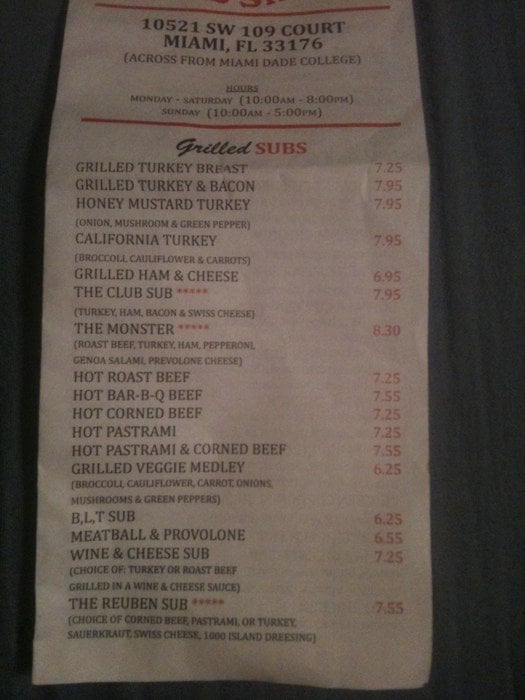 10521 SW 109 COURT
MIAMI, FL 33176
(ACROSS FROM MIAMI DADE COLLEGE)
HOURS
MONDAY - SATURDAY (10:00AM - 8:00PM)
SUNDAY (10:00AM - 5:00PM)
Grilled SUBS
GRILLED TURKEY BREAST 7.25
GRILLED TURKEY & BACON 7.95
HONEY MUSTARD TURKEY 7.95
(ONION, MUSHROOM & GREEN PEPPER)
CALIFORNIA TURKEY 7.95
(BROCCOLI, CAULIFLOWER & CARROTS)
GRILLED HAM & CHEESE 6.95
THE CLUB SUB ***** 7.95
(TURKEY, HAM, BACON & SWISS CHEESE)
THE MONSTER ***** 8.30
(ROAST BEEF, TURKEY, HAM, PEPPERONI,
GENOA SALAMI, PREVOLONE CHEESE)
HOT ROAST BEEF 7.25
HOT BAR-B-Q BEEF 7.55
HOT CORNED BEEF 7.25
HOT PASTRAMI 7.25
HOT PASTRAMI & CORNED BEEF 7.55
GRILLED VEGGIE MEDLEY 6.25
(BROCCOLI, CAULIFLOWER, CARROT, ONIONS,
MUSHROOMS & GREEN PEPPERS)
B,L,T SUB 6.25
MEATBALL & PROVOLONE 6.55
WINE & CHEESE SUB 7.25
(CHOICE OF: TURKEY OR ROAST BEEF
GRILLED IN A WINE & CHEESE SAUCE)
THE REUBEN SUB ***** 7.55
(CHOICE OF CORNED BEEF, PASTRAMI, OR TURKEY,
SAUERKRAUT, SWISS CHEESE, 1000 ISLAND DREESING)